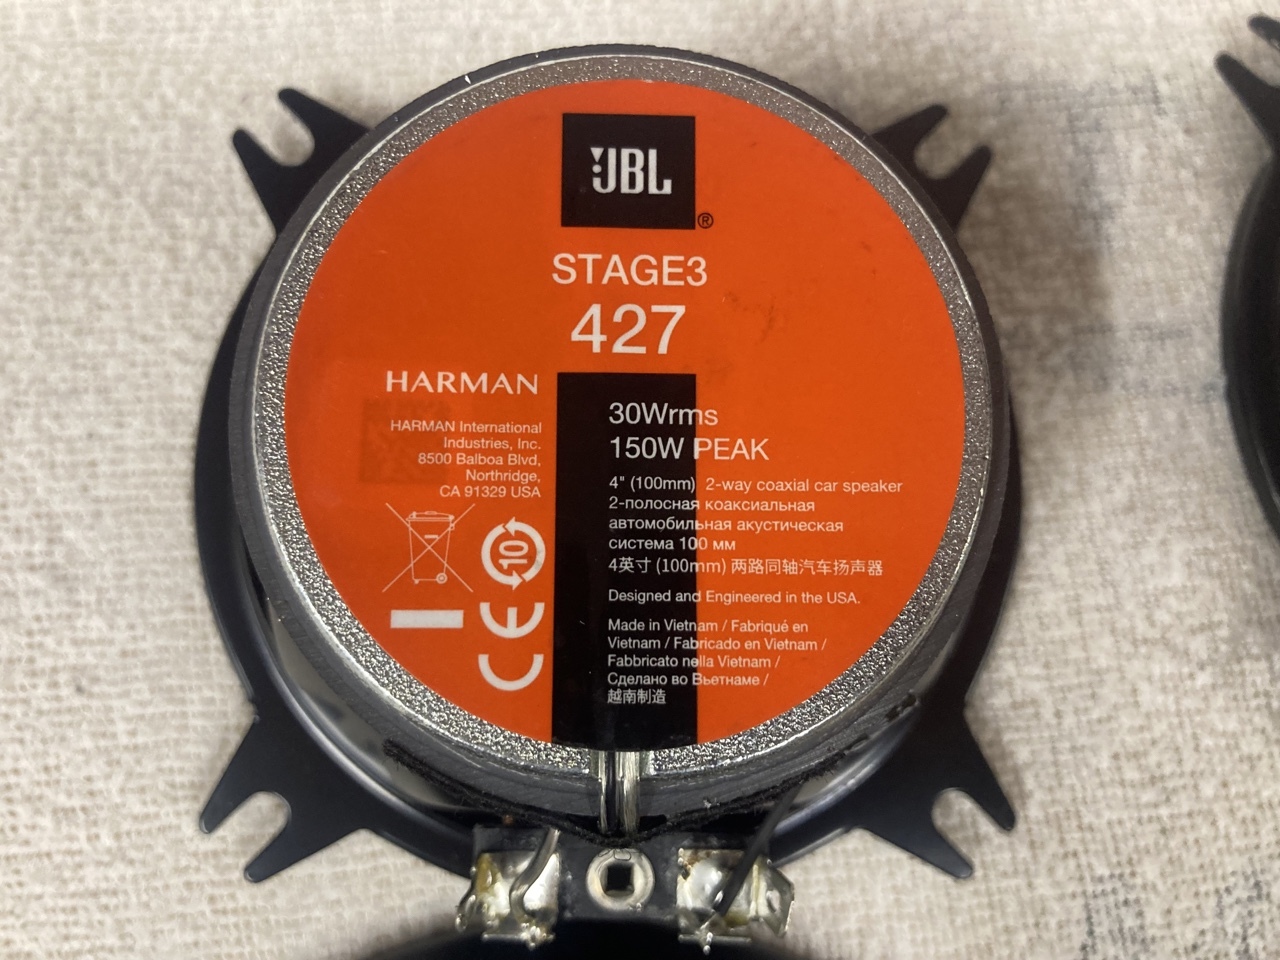 JBL®
STAGE3
427
HARMAN
HARMAN International
Industries, Inc.
8500 Balboa Blvd,
Northridge,
CA 91329 USA
10
CE
30Wrms
150W PEAK
4" (100mm) 2-way coaxial car speaker
2-полосная коаксиальная
автомобильная акустическая
система 100 мм
4英寸 (100mm) 两路同轴汽车扬声器
Designed and Engineered in the USA.
Made in Vietnam / Fabriqué en
Vietnam / Fabricado en Vietnam /
Fabbricato nella Vietnam /
Сделано во Вьетнаме /
越南制造